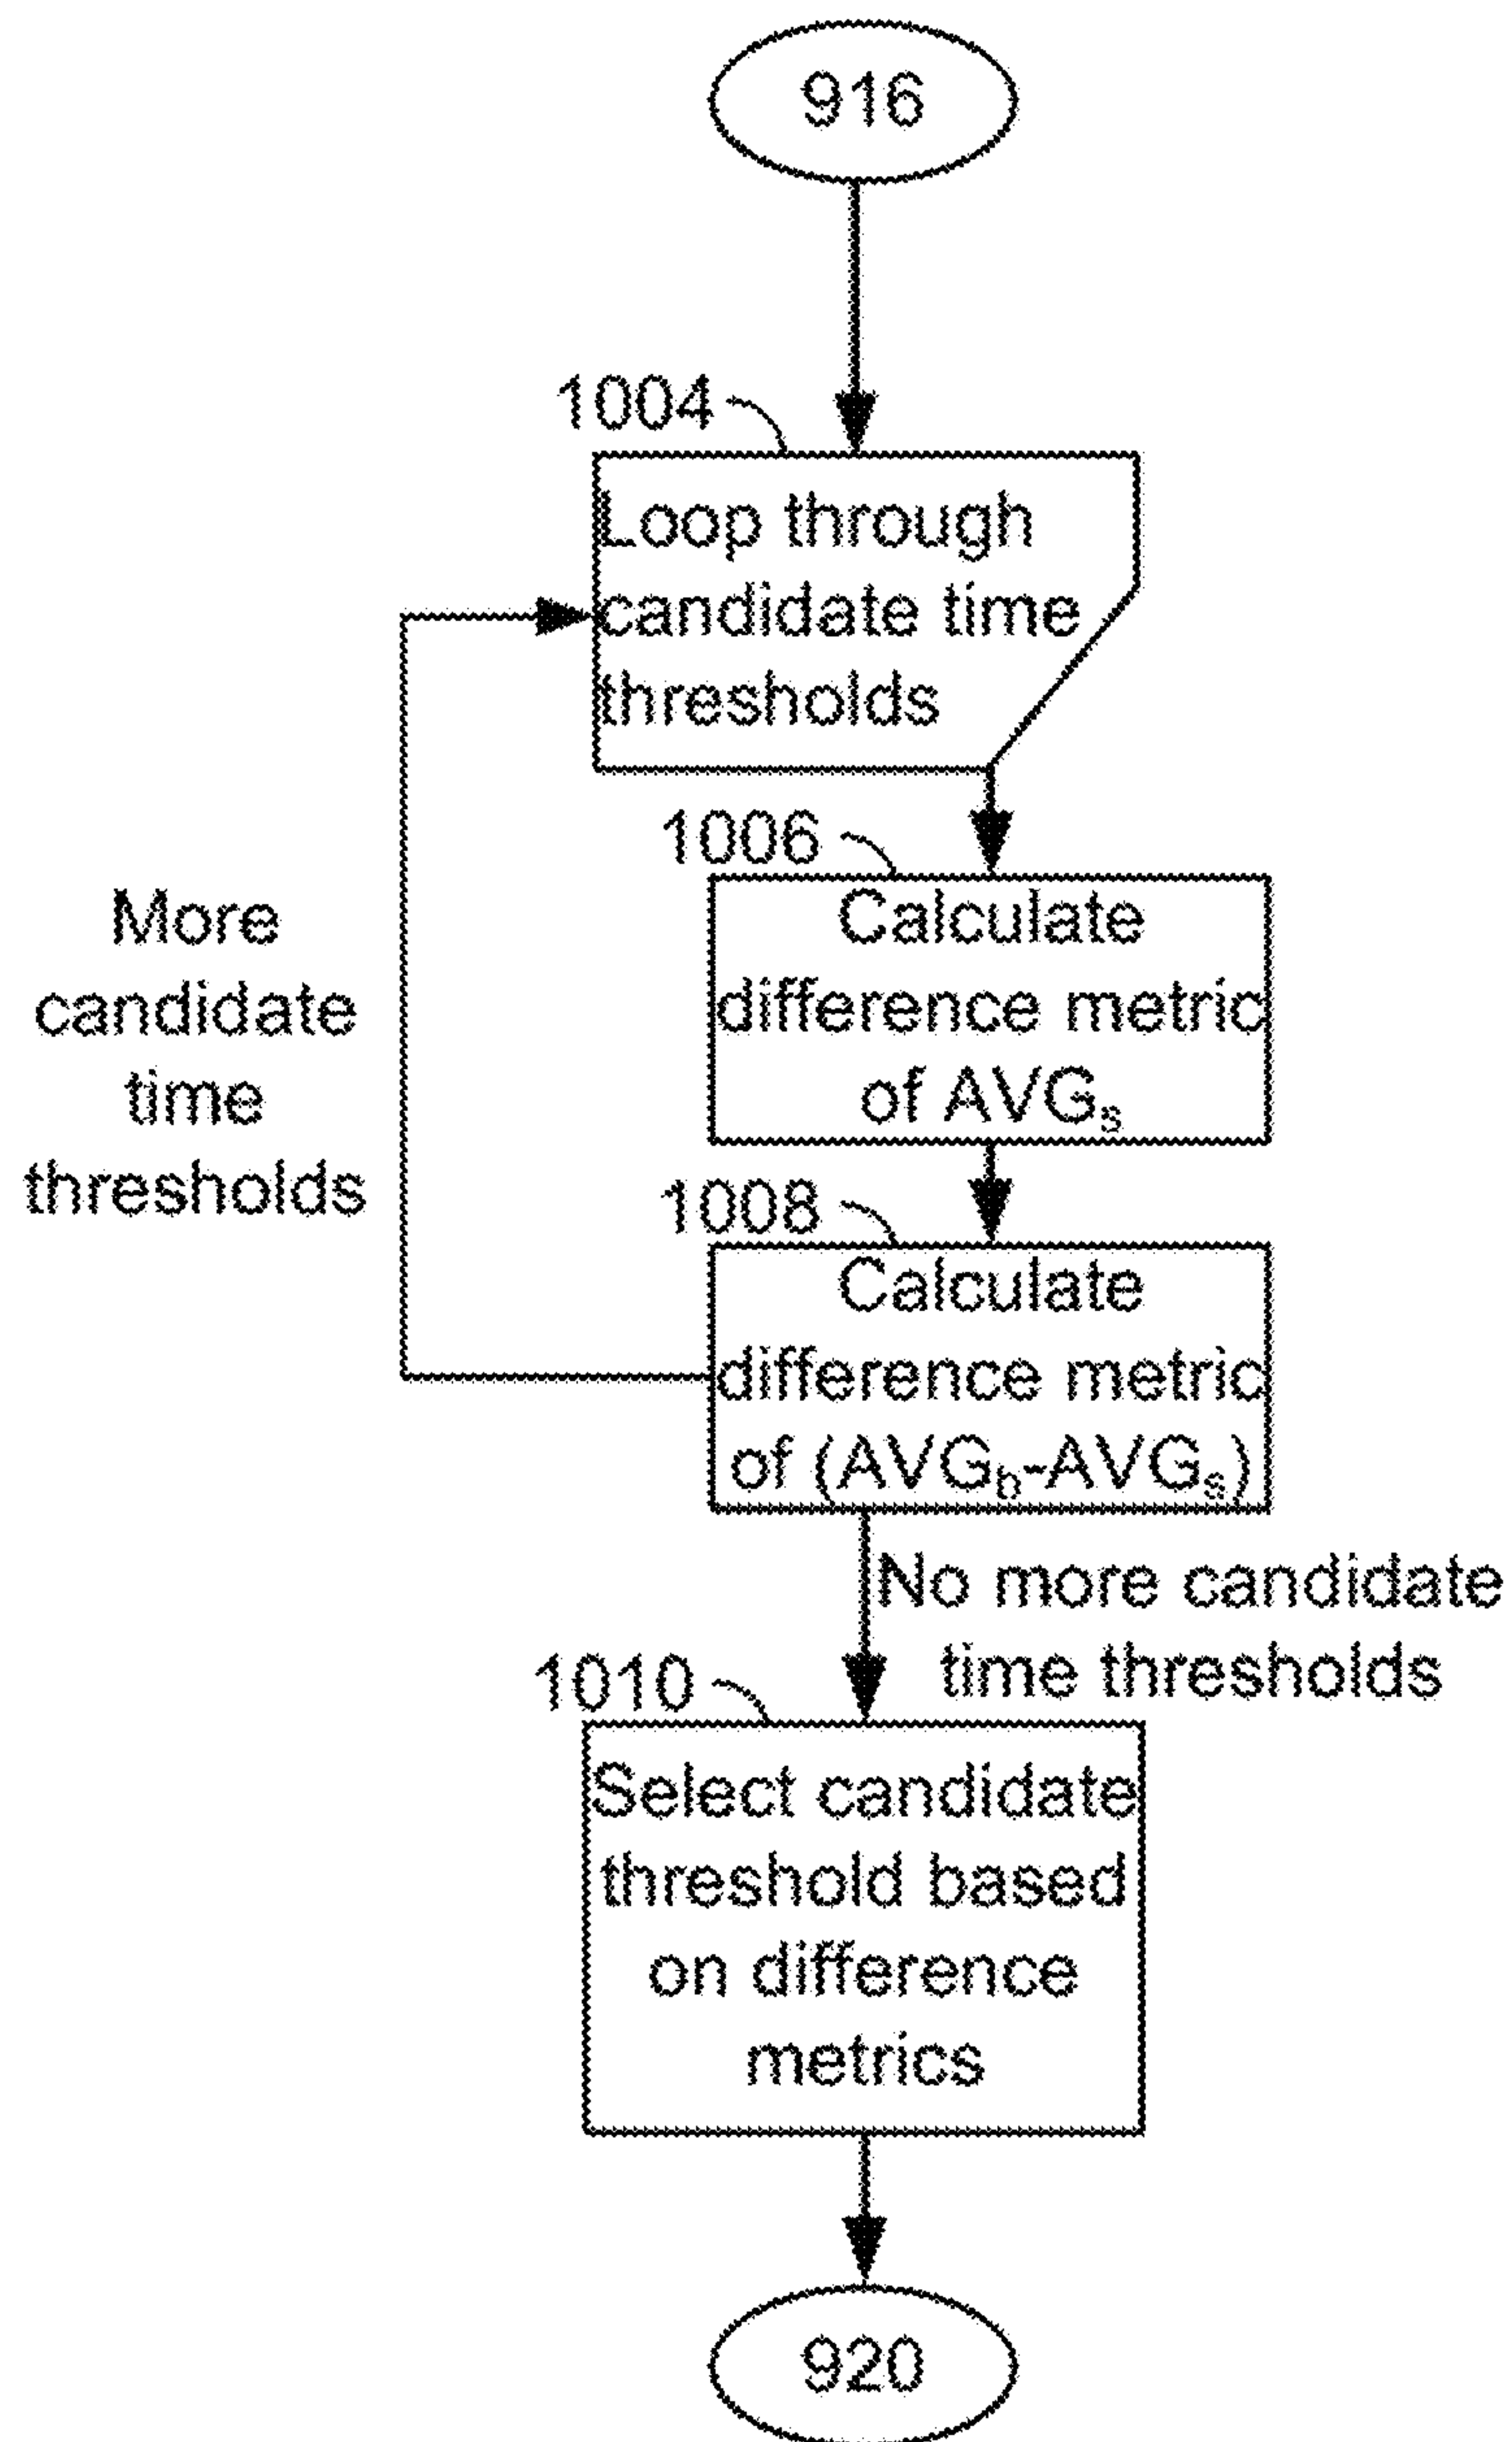 916
1004
Loop through
candidate time
thresholds
1006
Calculate
difference metric
of AVGs
More
candidate
time
thresholds
1008
Calculate
difference metric
of (AVGb-AVGs)
No more candidate
time thresholds
1010
Select candidate
threshold based
on difference
metrics
920